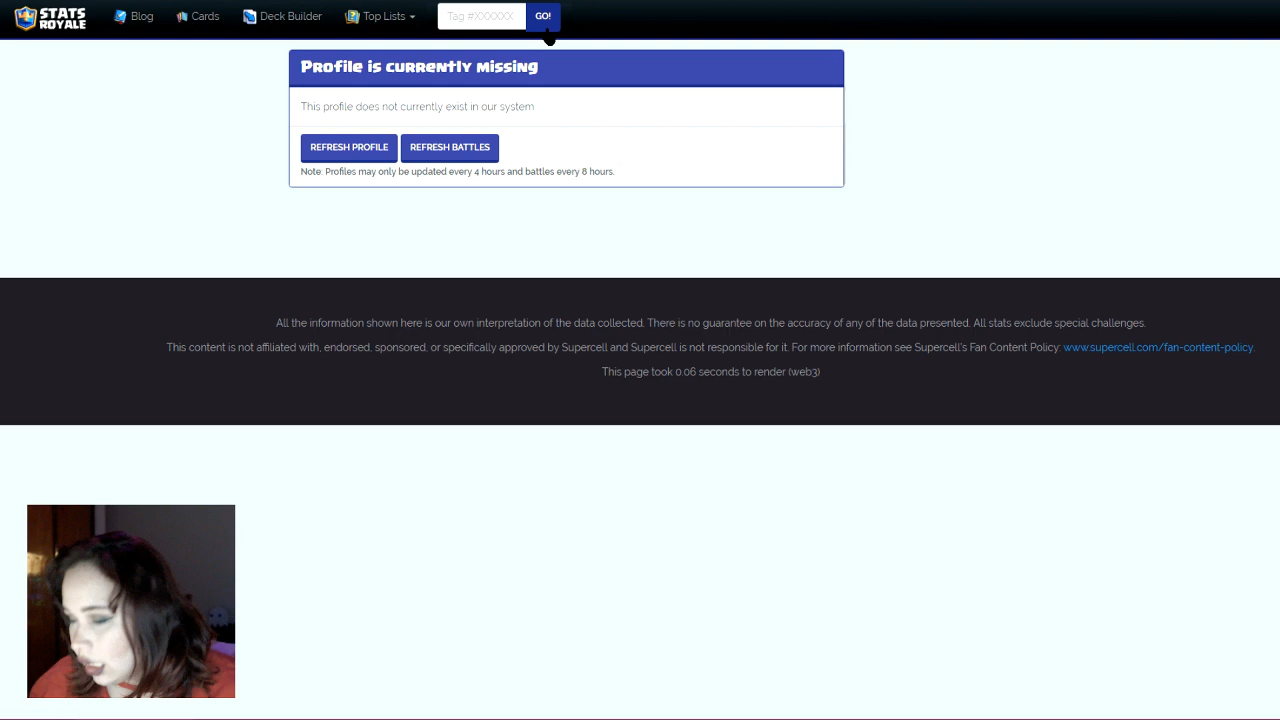 STATS ROYALE Blog Cards Deck Builder Top Lists Tag #XXXXXX GO!
Profile is currently missing
This profile does not currently exist in our system
REFRESH PROFILE REFRESH BATTLES
Note: Profiles may only be updated every 4 hours and battles every 8 hours.
All the information shown here is our own interpretation of the data collected. There is no guarantee on the accuracy of any of the data presented. All stats exclude special challenges.
This content is not affiliated with, endorsed, sponsored, or specifically approved by Supercell and Supercell is not responsible for it. For more information see Supercell's Fan Content Policy: www.supercell.com/fan-content-policy.
This page took 0.06 seconds to render (web3)